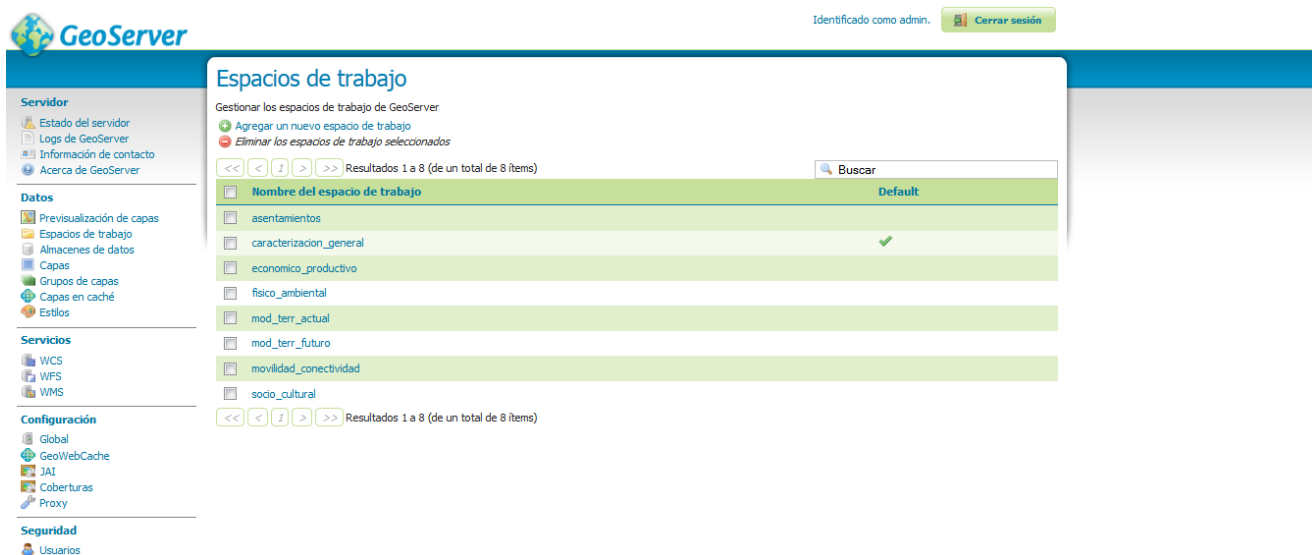 GeoServer
Identificado como admin.
Cerrar sesión
Servidor
Estado del servidor
Logs de GeoServer
Información de contacto
Acerca de GeoServer
Datos
Previsualización de capas
Espacios de trabajo
Almacenes de datos
Capas
Grupos de capas
Capas en caché
Estilos
Servicios
WCS
WFS
WMS
Configuración
Global
GeoWebCache
JAI
Coberturas
Proxy
Seguridad
Usuarios
Espacios de trabajo
Gestionar los espacios de trabajo de GeoServer
Agregar un nuevo espacio de trabajo
Eliminar los espacios de trabajo seleccionados
<< < 1 > >> Resultados 1 a 8 (de un total de 8 ítems)
Buscar
Nombre del espacio de trabajo Default
asentamientos
caracterizacion_general
economico_productivo
fisico_ambiental
mod_terr_actual
mod_terr_futuro
movilidad_conectividad
socio_cultural
<< < 1 > >> Resultados 1 a 8 (de un total de 8 ítems)